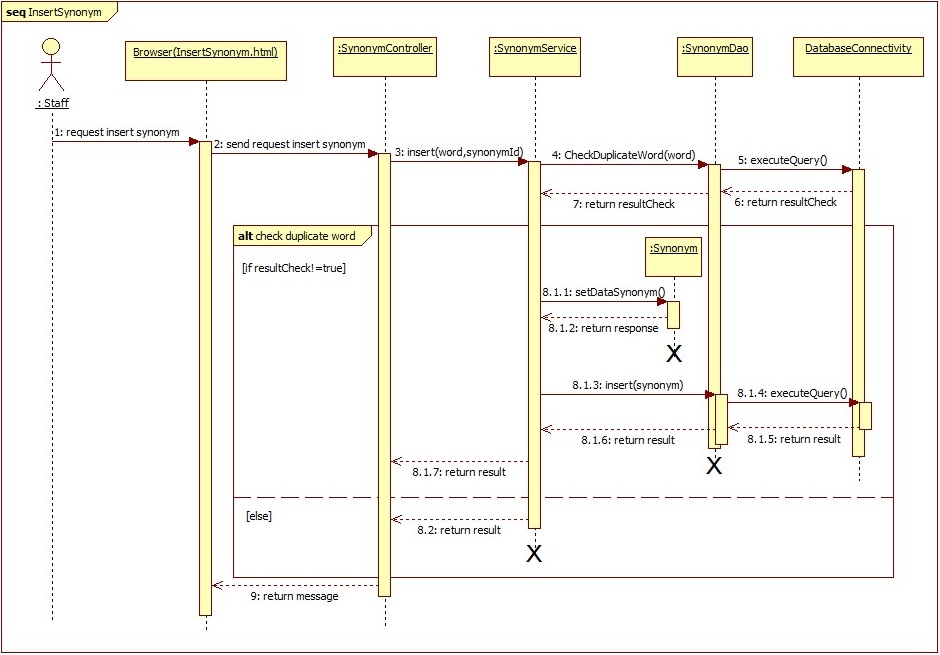 seq InsertSynonym
: Staff
Browser(InsertSynonym.html)
:SynonymController
:SynonymService
:SynonymDao
DatabaseConnectivity
1: request insert synonym
2: send request insert synonym
3: insert(word,synonymId)
4: CheckDuplicateWord(word)
5: executeQuery()
6: return resultCheck
7: return resultCheck
alt check duplicate word
[if resultCheck!=true]
:Synonym
8.1.1: setDataSynonym()
8.1.2: return response
X
8.1.3: insert(synonym)
8.1.4: executeQuery()
8.1.5: return result
8.1.6: return result
X
8.1.7: return result
[else]
8.2: return result
X
9: return message